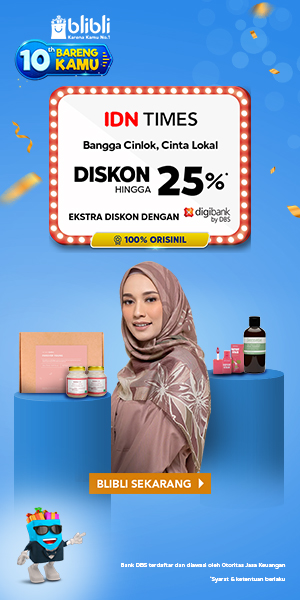 blibli
Karena Kamu No.1
10th BARENG
KAMU
IDN TIMES
Bangga Cinlok, Cinta Lokal
DISKON
HINGGA
25%*
EKSTRA DISKON DENGAN
digibank
by DBS
100% ORISINIL
BLIBLI SEKARANG
Bank DBS terdaftar dan diawasi oleh Otoritas Jasa Keuangan
*Syarat & ketentuan berlaku